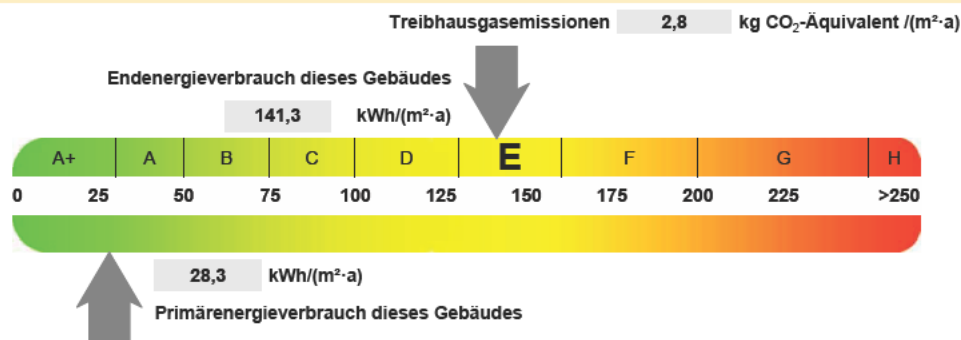 Treibhausgasemissionen 2,8 kg CO₂-Äquivalent /(m²·a)
Endenergieverbrauch dieses Gebäudes
141,3 kWh/(m²·a)
A+ A B C D E F G H
0 25 50 75 100 125 150 175 200 225 >250
28,3 kWh/(m²·a)
Primärenergieverbrauch dieses Gebäudes